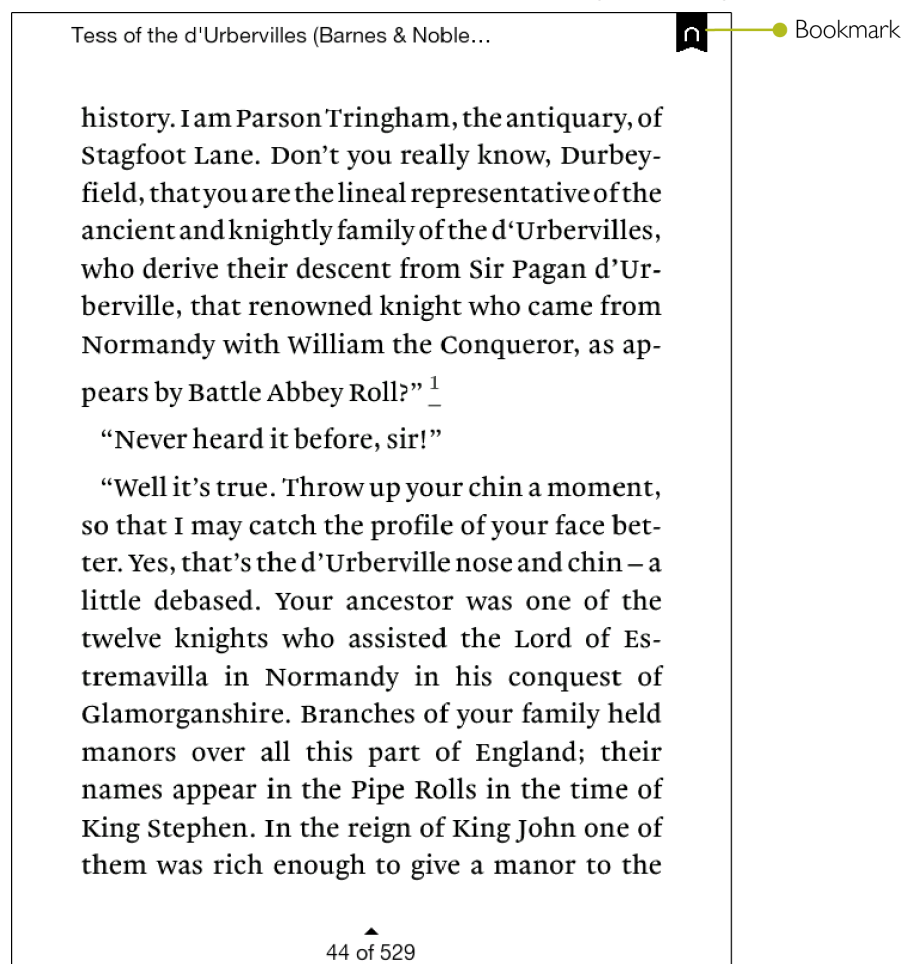 Tess of the d'Urbervilles (Barnes & Noble…
Bookmark
history. I am Parson Tringham, the antiquary, of
Stagfoot Lane. Don’t you really know, Durbey-
field, that you are the lineal representative of the
ancient and knightly family of the d‘Urbervilles,
who derive their descent from Sir Pagan d’Ur-
berville, that renowned knight who came from
Normandy with William the Conqueror, as ap-
pears by Battle Abbey Roll?” 1
“Never heard it before, sir!”
“Well it’s true. Throw up your chin a moment,
so that I may catch the profile of your face bet-
ter. Yes, that’s the d’Urberville nose and chin – a
little debased. Your ancestor was one of the
twelve knights who assisted the Lord of Es-
tremavilla in Normandy in his conquest of
Glamorganshire. Branches of your family held
manors over all this part of England; their
names appear in the Pipe Rolls in the time of
King Stephen. In the reign of King John one of
them was rich enough to give a manor to the
44 of 529